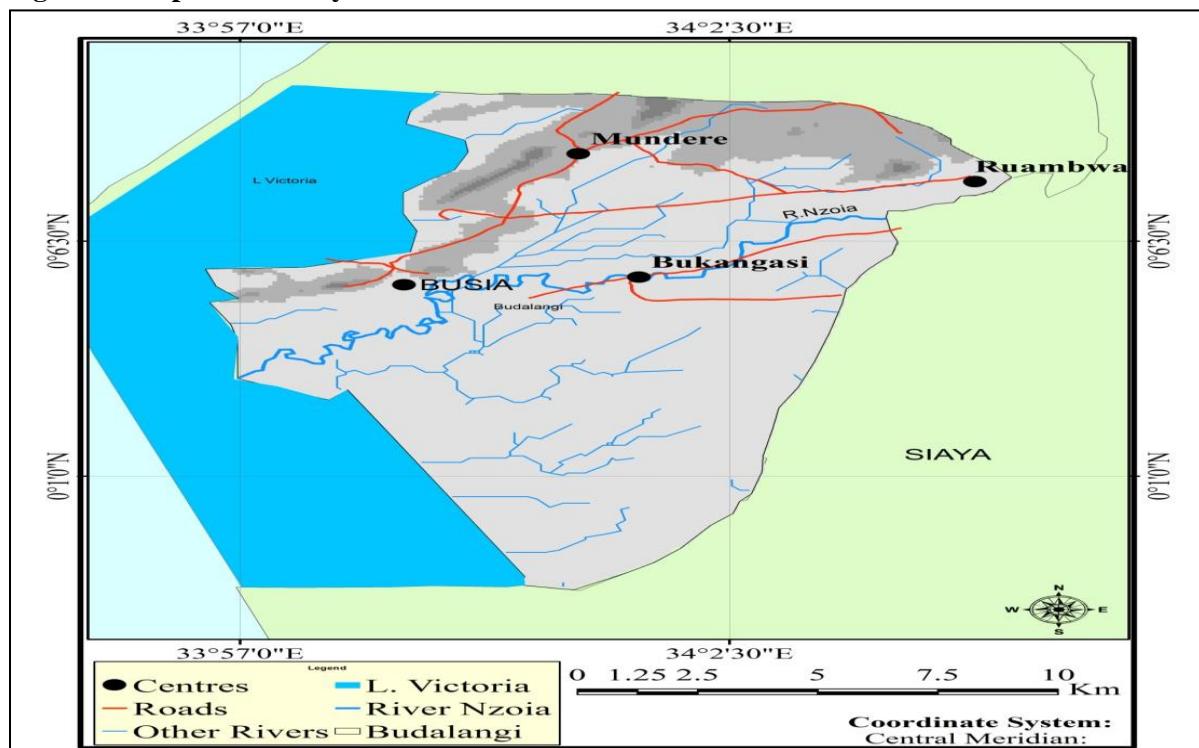 33°57'0"E 34°2'30"E
Mundere
Ruambwa
L Victoria
R.Nzoia
0°6'30"N 0°6'30"N
Bukangasi
BUSIA
Budalangi
SIAYA
0°1'0"N 0°1'0"N
N
W E
S
33°57'0"E 34°2'30"E
Legend
Centres L. Victoria
Roads River Nzoia
Other Rivers Budalangi
0 1.25 2.5 5 7.5 10
Km
Coordinate System:
Central Meridian: